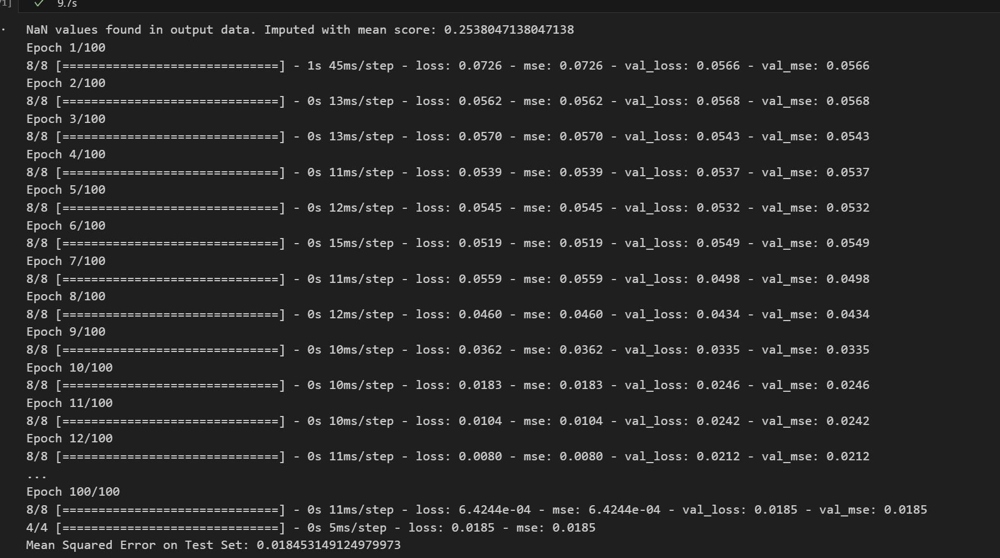 /1]
✓ 9.7s
NaN values found in output data. Imputed with mean score: 0.2538047138047138
Epoch 1/100
8/8 [==============================] - 1s 45ms/step - loss: 0.0726 - mse: 0.0726 - val_loss: 0.0566 - val_mse: 0.0566
Epoch 2/100
8/8 [==============================] - 0s 13ms/step - loss: 0.0562 - mse: 0.0562 - val_loss: 0.0568 - val_mse: 0.0568
Epoch 3/100
8/8 [==============================] - 0s 13ms/step - loss: 0.0570 - mse: 0.0570 - val_loss: 0.0543 - val_mse: 0.0543
Epoch 4/100
8/8 [==============================] - 0s 11ms/step - loss: 0.0539 - mse: 0.0539 - val_loss: 0.0537 - val_mse: 0.0537
Epoch 5/100
8/8 [==============================] - 0s 12ms/step - loss: 0.0545 - mse: 0.0545 - val_loss: 0.0532 - val_mse: 0.0532
Epoch 6/100
8/8 [==============================] - 0s 15ms/step - loss: 0.0519 - mse: 0.0519 - val_loss: 0.0549 - val_mse: 0.0549
Epoch 7/100
8/8 [==============================] - 0s 11ms/step - loss: 0.0559 - mse: 0.0559 - val_loss: 0.0498 - val_mse: 0.0498
Epoch 8/100
8/8 [==============================] - 0s 12ms/step - loss: 0.0460 - mse: 0.0460 - val_loss: 0.0434 - val_mse: 0.0434
Epoch 9/100
8/8 [==============================] - 0s 10ms/step - loss: 0.0362 - mse: 0.0362 - val_loss: 0.0335 - val_mse: 0.0335
Epoch 10/100
8/8 [==============================] - 0s 10ms/step - loss: 0.0183 - mse: 0.0183 - val_loss: 0.0246 - val_mse: 0.0246
Epoch 11/100
8/8 [==============================] - 0s 10ms/step - loss: 0.0104 - mse: 0.0104 - val_loss: 0.0242 - val_mse: 0.0242
Epoch 12/100
8/8 [==============================] - 0s 11ms/step - loss: 0.0080 - mse: 0.0080 - val_loss: 0.0212 - val_mse: 0.0212
...
Epoch 100/100
8/8 [==============================] - 0s 11ms/step - loss: 6.4244e-04 - mse: 6.4244e-04 - val_loss: 0.0185 - val_mse: 0.0185
4/4 [==============================] - 0s 5ms/step - loss: 0.0185 - mse: 0.0185
Mean Squared Error on Test Set: 0.018453149124979973